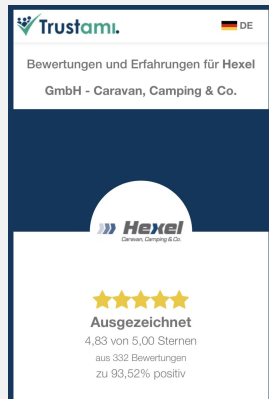 Trustami.
DE
Bewertungen und Erfahrungen für Hexel
GmbH - Caravan, Camping & Co.
Hexel
Caravan, Camping & Co.
Ausgezeichnet
4,83 von 5,00 Sternen
aus 332 Bewertungen
zu 93,52% positiv